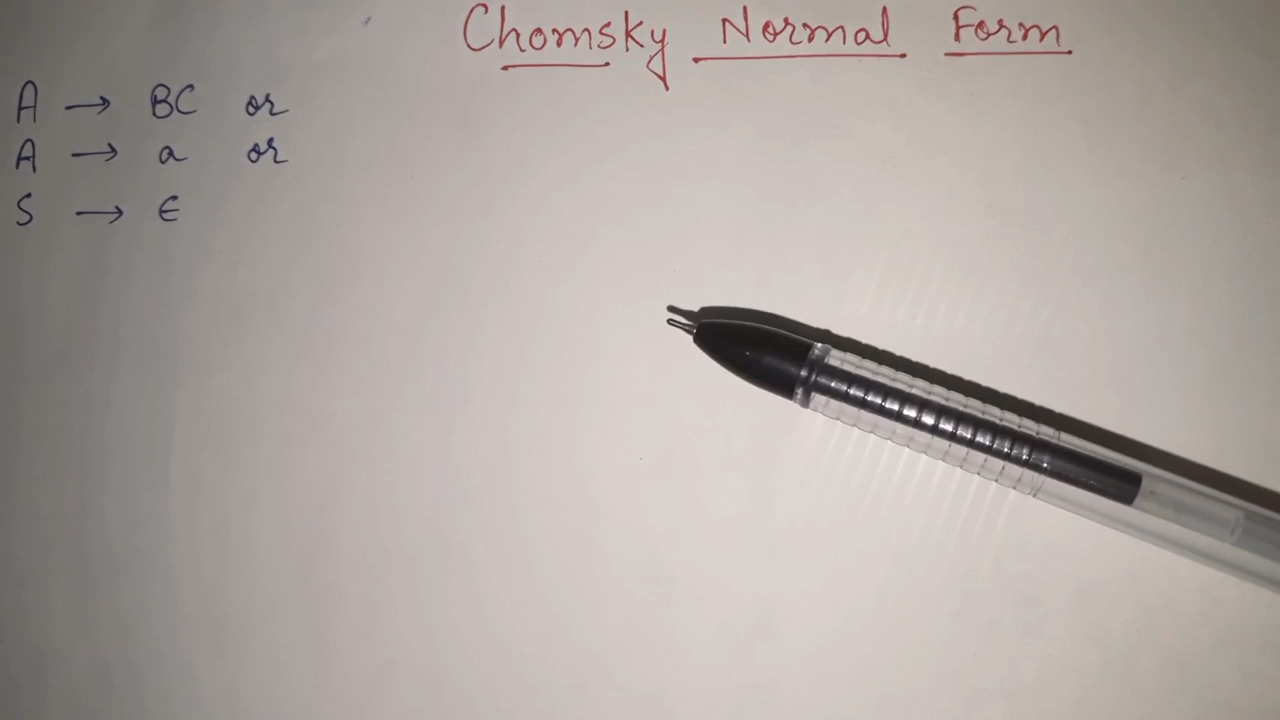 Chomsky Normal Form
A → BC or
A → a or
S → ∈